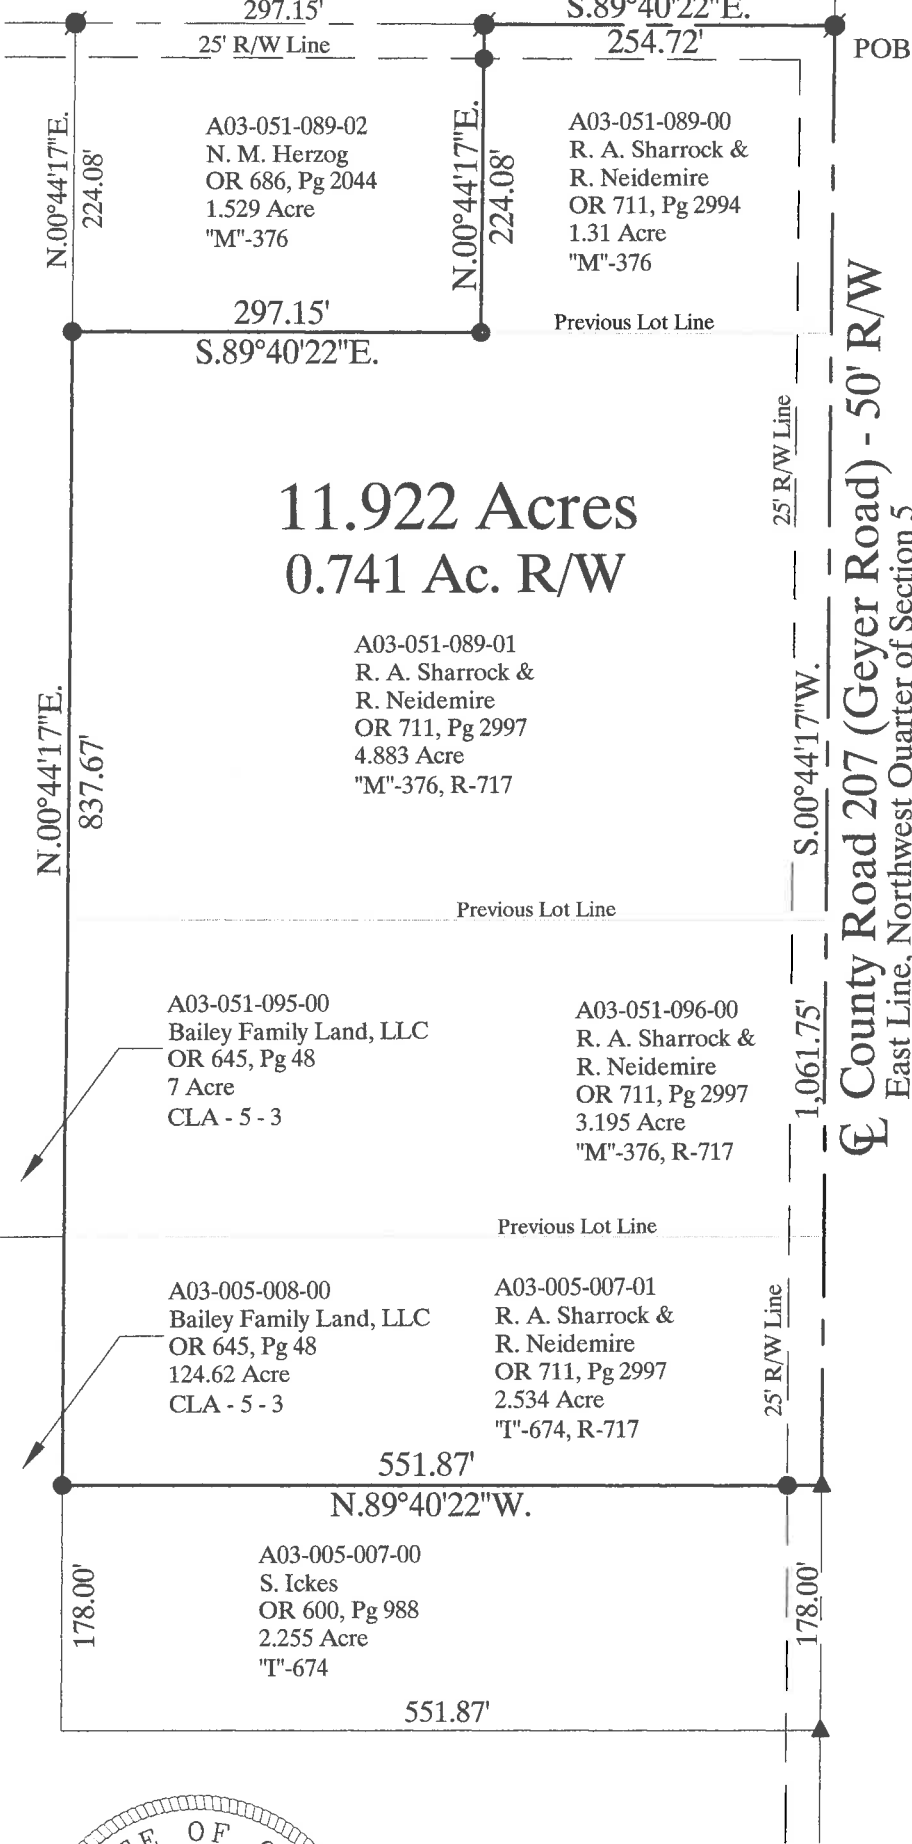 297.15'
S.89°40'22"E.
25' R/W Line
254.72'
POB
N.00°44'17"E.
224.08'
A03-051-089-02
N. M. Herzog
OR 686, Pg 2044
1.529 Acre
"M"-376
N.00°44'17"E.
224.08'
A03-051-089-00
R. A. Sharrock &
R. Neidemire
OR 711, Pg 2994
1.31 Acre
"M"-376
297.15'
S.89°40'22"E.
Previous Lot Line
25' R/W Line
11.922 Acres
0.741 Ac. R/W
A03-051-089-01
R. A. Sharrock &
R. Neidemire
OR 711, Pg 2997
4.883 Acre
"M"-376, R-717
N.00°44'17"E.
837.67'
S.00°44'17"W.
1,061.75'
℄ County Road 207 (Geyer Road) - 50' R/W
East Line, Northwest Quarter of Section 5
Previous Lot Line
A03-051-095-00
Bailey Family Land, LLC
OR 645, Pg 48
7 Acre
CLA - 5 - 3
A03-051-096-00
R. A. Sharrock &
R. Neidemire
OR 711, Pg 2997
3.195 Acre
"M"-376, R-717
Previous Lot Line
A03-005-008-00
Bailey Family Land, LLC
OR 645, Pg 48
124.62 Acre
CLA - 5 - 3
A03-005-007-01
R. A. Sharrock &
R. Neidemire
OR 711, Pg 2997
2.534 Acre
"I"-674, R-717
25' R/W Line
551.87'
N.89°40'22"W.
178.00'
A03-005-007-00
S. Ickes
OR 600, Pg 988
2.255 Acre
"I"-674
178.00'
551.87'
OF